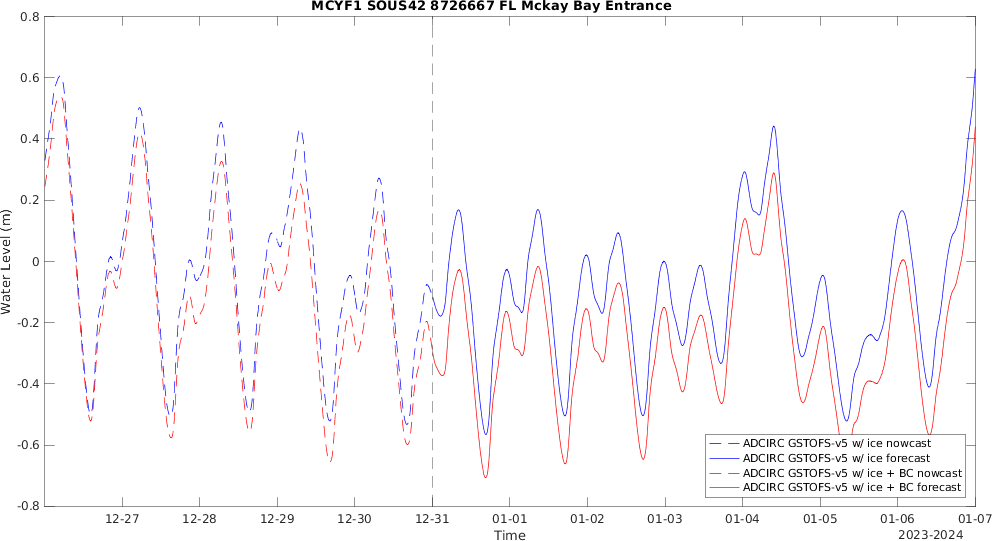 MCYF1 SOUS42 8726667 FL Mckay Bay Entrance
0.8
0.6
0.4
0.2
0
-0.2
-0.4
-0.6
-0.8
Water Level (m)
12-27 12-28 12-29 12-30 12-31 01-01 01-02 01-03 01-04 01-05 01-06 01-07
Time
2023-2024
ADCIRC GSTOFS-v5 w/ ice nowcast
ADCIRC GSTOFS-v5 w/ ice forecast
ADCIRC GSTOFS-v5 w/ ice + BC nowcast
ADCIRC GSTOFS-v5 w/ ice + BC forecast